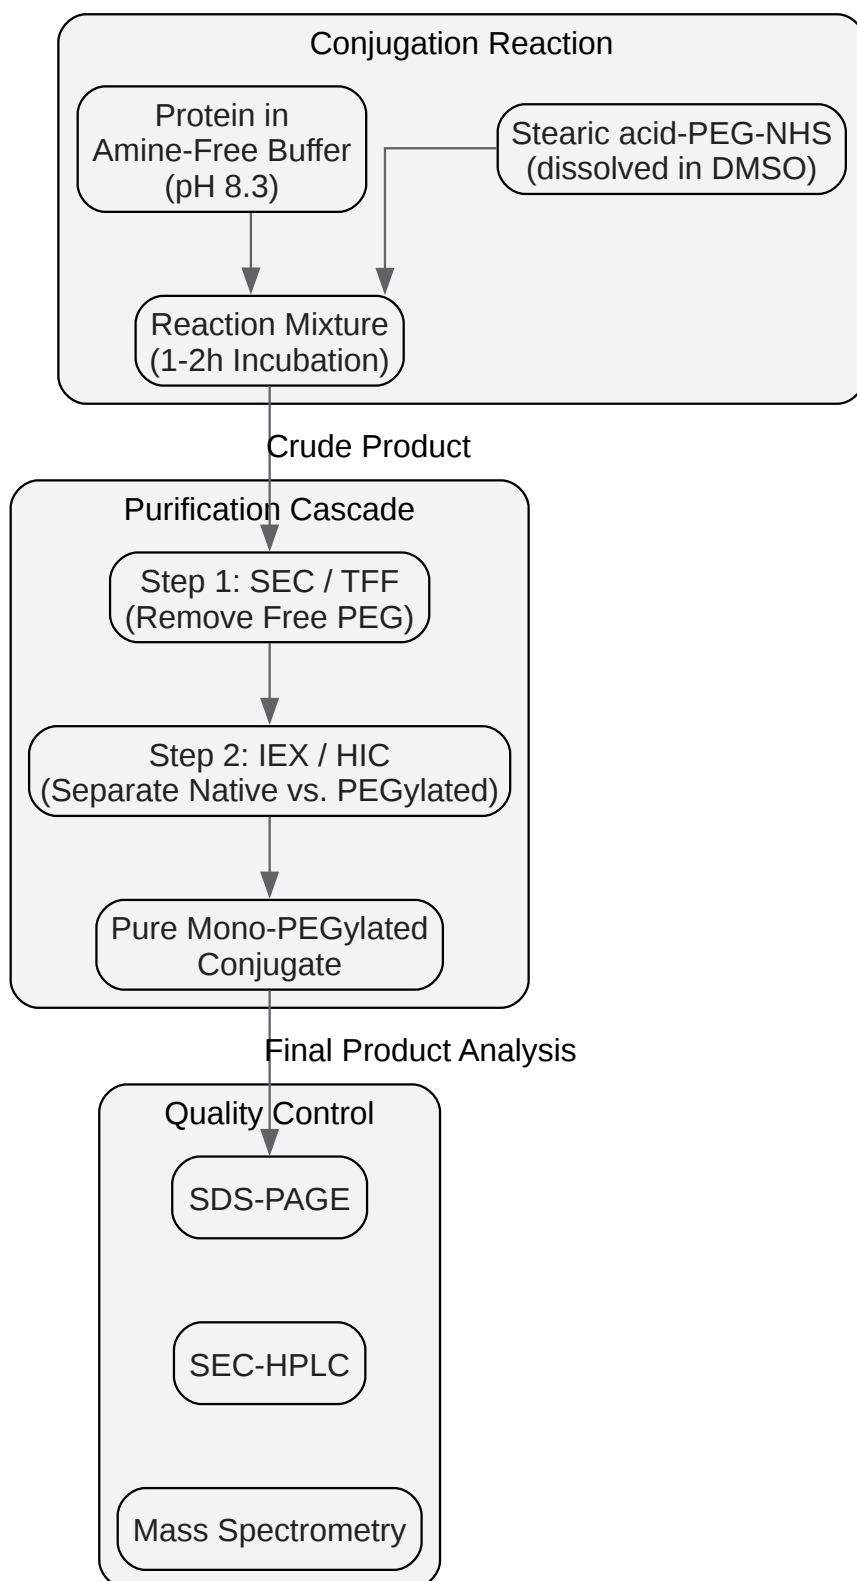 Conjugation Reaction
Protein in
Amine-Free Buffer
(pH 8.3)
Stearic acid-PEG-NHS
(dissolved in DMSO)
Reaction Mixture
(1-2h Incubation)
Crude Product
Purification Cascade
Step 1: SEC / TFF
(Remove Free PEG)
Step 2: IEX / HIC
(Separate Native vs. PEGylated)
Pure Mono-PEGylated
Conjugate
Final Product Analysis
Quality Control
SDS-PAGE
SEC-HPLC
Mass Spectrometry